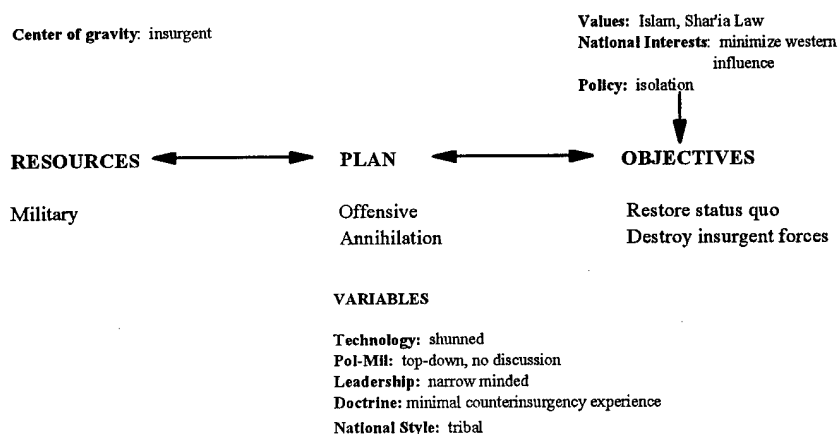 Center of gravity: insurgent
Values: Islam, Shar'ia Law
National Interests: minimize western
influence
Policy: isolation
RESOURCES
PLAN
OBJECTIVES
Military
Offensive
Restore status quo
Annihilation
Destroy insurgent forces
VARIABLES
Technology: shunned
Pol-Mil: top-down, no discussion
Leadership: narrow minded
Doctrine: minimal counterinsurgency experience
National Style: tribal